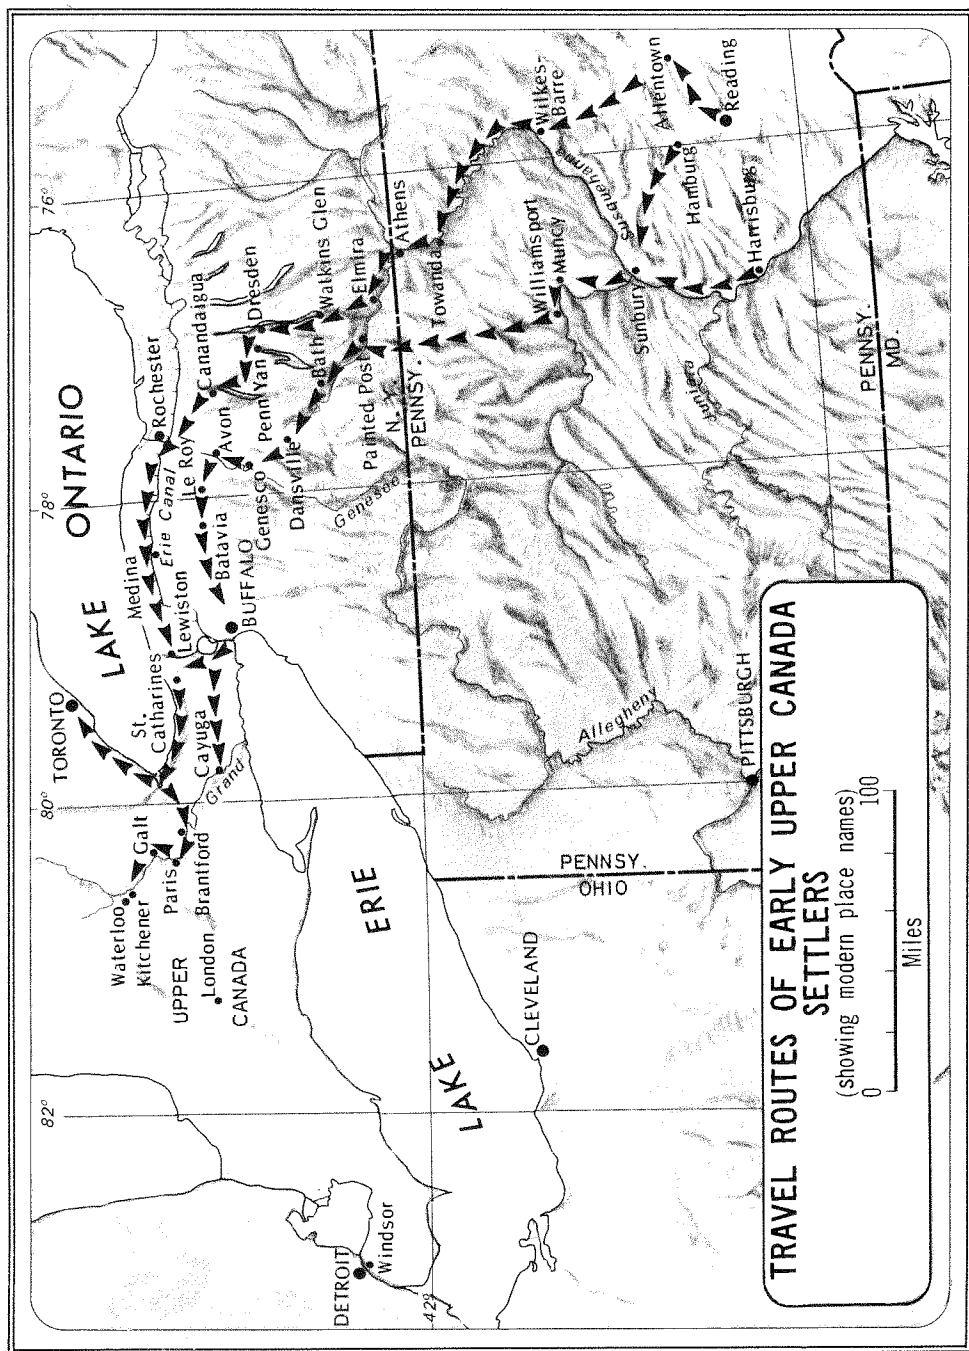 TRAVEL ROUTES OF EARLY UPPER CANADA
SETTLERS
(showing modern place names)
0 100
Miles
82°
80°
78°
76°
42°
LAKE ONTARIO
LAKE ERIE
UPPER
CANADA
DETROIT
Windsor
London
Waterloo
Kitchener
Galt
Paris
Brantford
TORONTO
St.
Catharines
Cayuga
Grand
Lewiston
Medina
Erie Canal
Rochester
BUFFALO
Batavia
Le Roy
Avon
Genesco
Dansville
Genesee
Canandaigua
Penn Yan
Dresden
Watkins Glen
Bath
Painted Post
Elmira
N. Y.
PENNSY.
Athens
Towanda
Wilkes-
Barre
Susquehanna
Williamsport
Muncy
Sunbury
Allentown
Reading
Hamburg
Harrisburg
Juniata
PENNSY.
MD.
Allegheny
PITTSBURGH
PENNSY.
OHIO
CLEVELAND